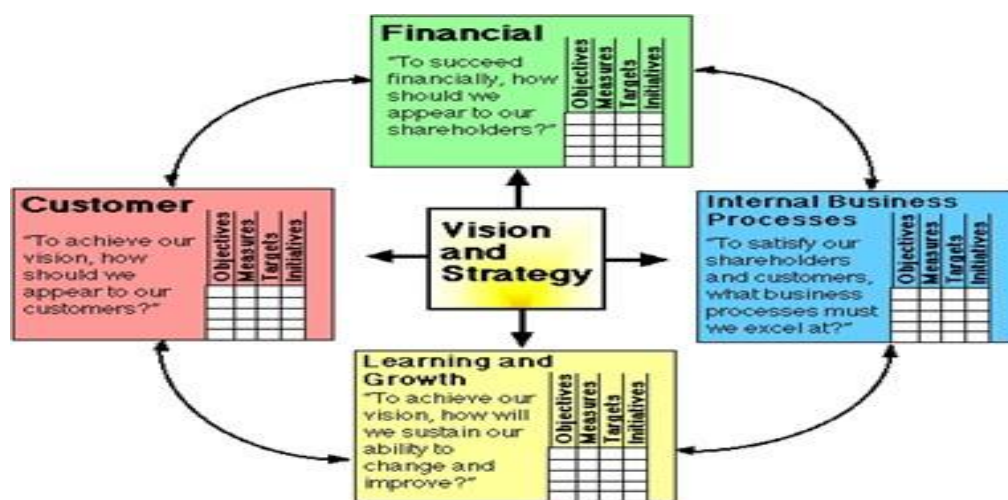 Financial
"To succeed
financially, how
should we
appear to our
shareholders?"
Objectives
Measures
Targets
Initiatives
Customer
"To achieve our
vision, how
should we
appear to our
customers?"
Objectives
Measures
Targets
Initiatives
Vision
and
Strategy
Internal Business
Processes
"To satisfy our
shareholders
and customers,
what business
processes must
we excel at?"
Objectives
Measures
Targets
Initiatives
Learning and
Growth
"To achieve our
vision, how will
we sustain our
ability to
change and
improve?"
Objectives
Measures
Targets
Initiatives